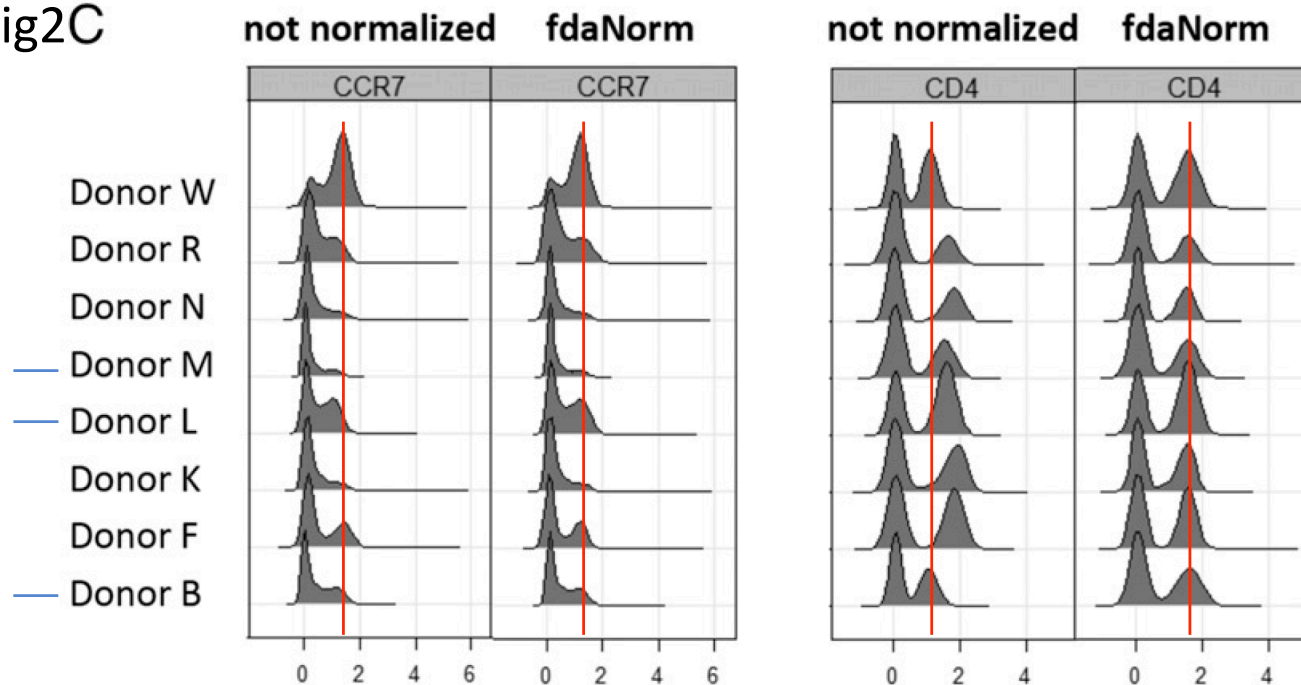 ig2C
not normalized fdaNorm not normalized fdaNorm
CCR7 CCR7 CD4 CD4
Donor W
Donor R
Donor N
Donor M
Donor L
Donor K
Donor F
Donor B
0 2 4 6 0 2 4 6 0 2 4 0 2 4